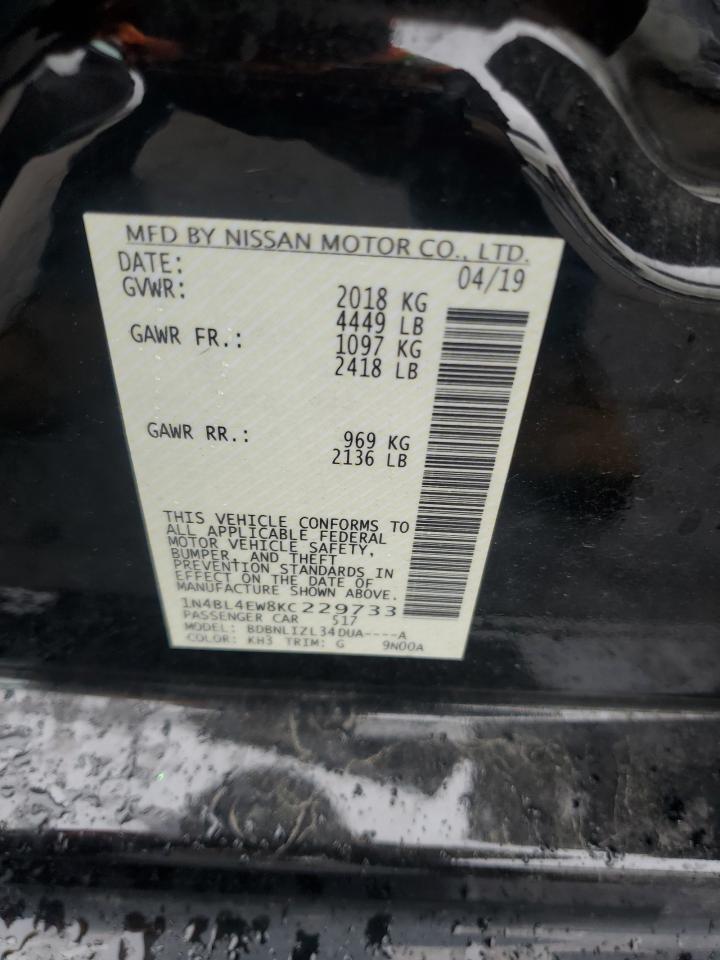 MFD BY NISSAN MOTOR CO., LTD.
DATE: 04/19
GVWR: 2018 KG
4449 LB
GAWR FR.: 1097 KG
2418 LB
GAWR RR.: 969 KG
2136 LB
THIS VEHICLE CONFORMS TO
ALL APPLICABLE FEDERAL
MOTOR VEHICLE SAFETY,
BUMPER, AND THEFT
PREVENTION STANDARDS IN
EFFECT ON THE DATE OF
MANUFACTURE SHOWN ABOVE.
1N4BL4EW8KC229733
PASSENGER CAR 517
MODEL: BDBNLIZL34DUA----A
COLOR: KH3 TRIM: G 9N00A